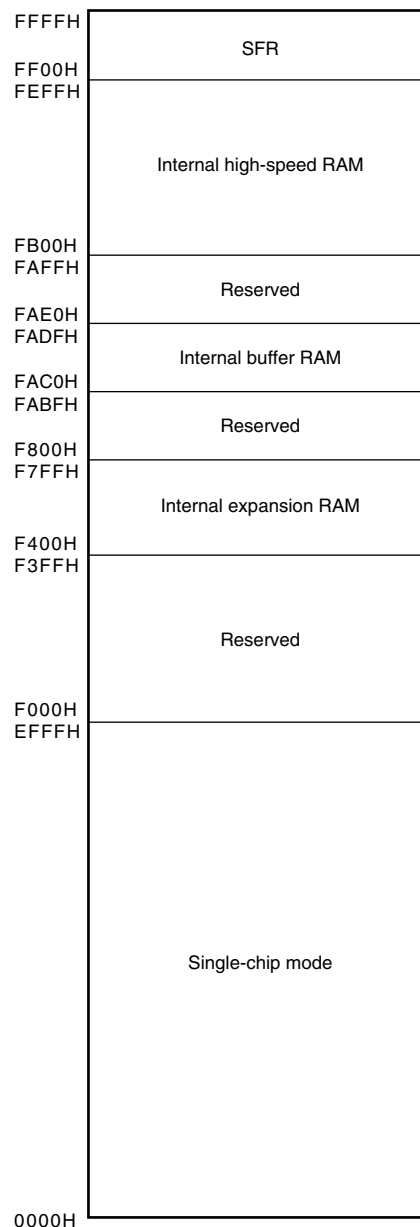 FFFFH
SFR
FF00H
FEFFH
Internal high-speed RAM
FB00H
FAFFH
Reserved
FAE0H
FADFH
Internal buffer RAM
FAC0H
FABFH
Reserved
F800H
F7FFH
Internal expansion RAM
F400H
F3FFH
Reserved
F000H
EFFFH
Single-chip mode
0000H